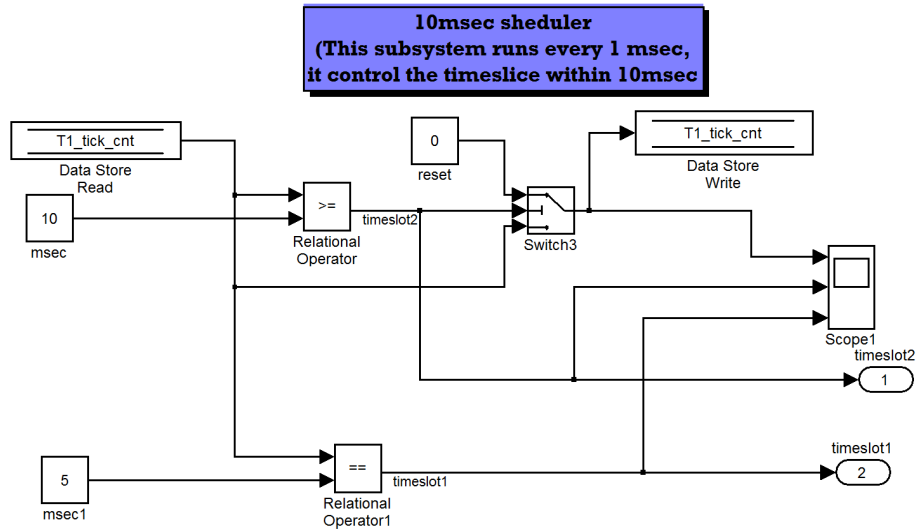 10msec sheduler
(This subsystem runs every 1 msec,
it control the timeslice within 10msec
T1_tick_cnt
Data Store
Read
0
reset
T1_tick_cnt
Data Store
Write
10
msec
>=
timeslot2
Relational
Operator
Switch3
Scope1
timeslot2
1
5
msec1
==
timeslot1
Relational
Operator1
timeslot1
2